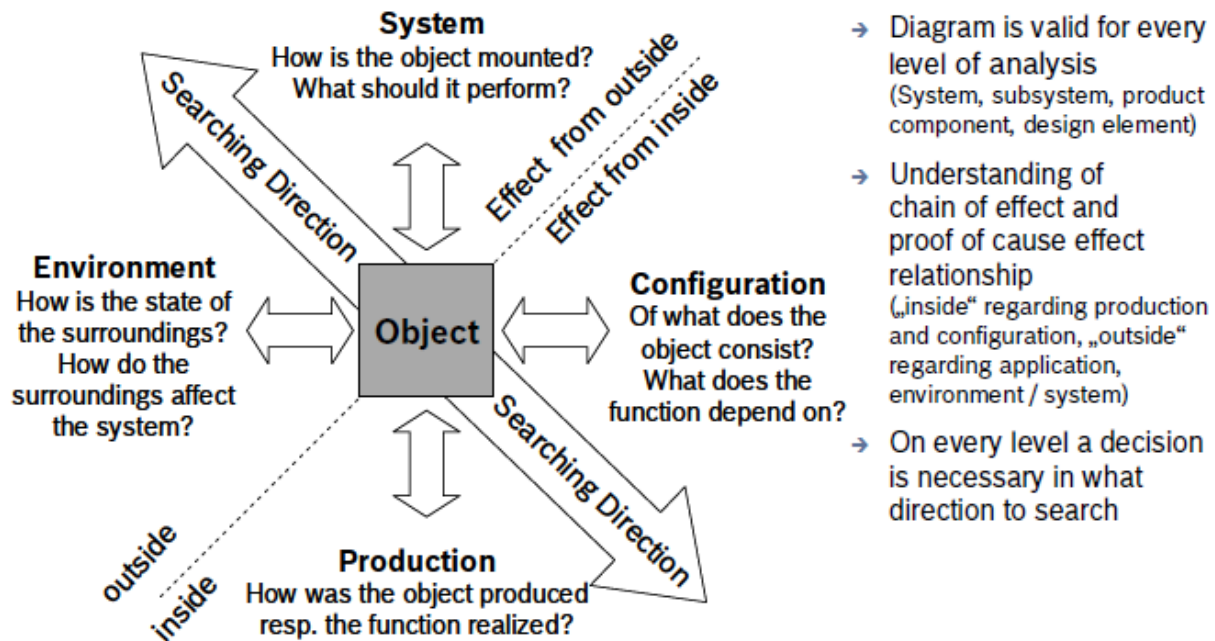 System
How is the object mounted?
What should it perform?
Searching Direction
Effect from outside
Effect from inside
Environment
How is the state of
the surroundings?
How do the
surroundings affect
the system?
Object
Configuration
Of what does the
object consist?
What does the
function depend on?
Searching Direction
outside
inside
Production
How was the object produced
resp. the function realized?
→ Diagram is valid for every
level of analysis
(System, subsystem, product
component, design element)
→ Understanding of
chain of effect and
proof of cause effect
relationship
(„inside“ regarding production
and configuration, „outside“
regarding application,
environment / system)
→ On every level a decision
is necessary in what
direction to search